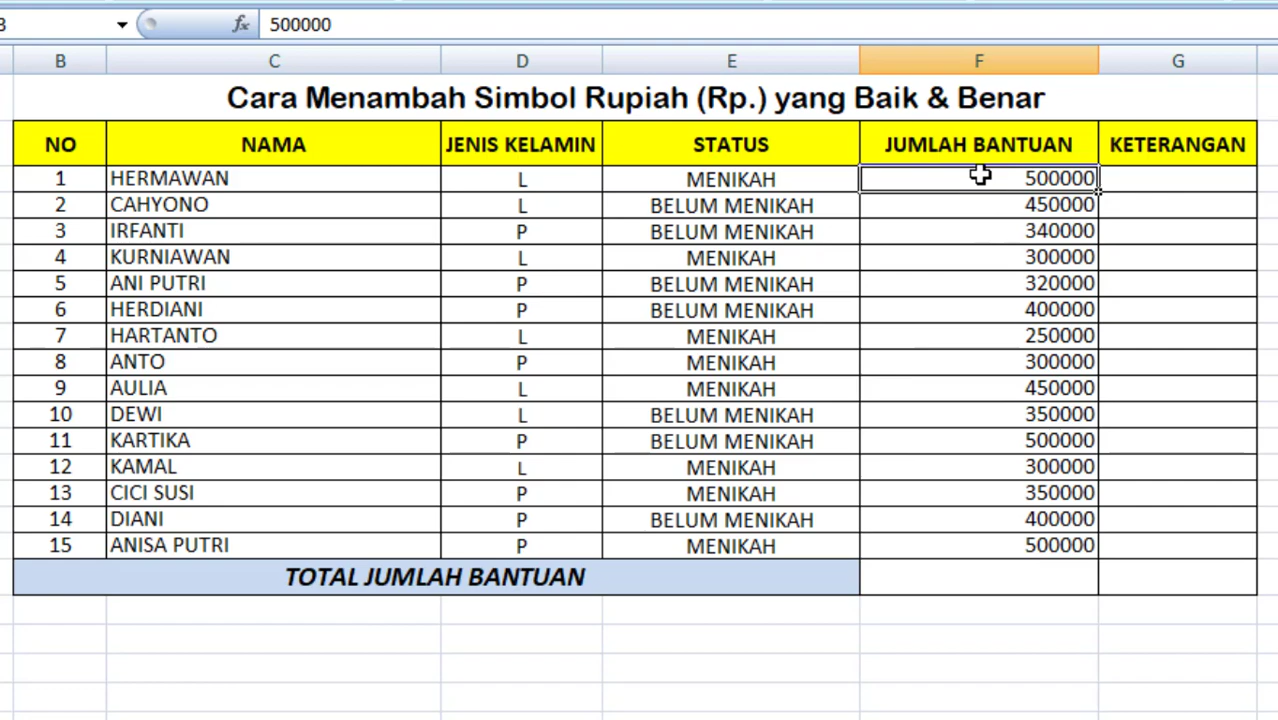 3 fx 500000
B C D E F G
Cara Menambah Simbol Rupiah (Rp.) yang Baik & Benar
NO NAMA JENIS KELAMIN STATUS JUMLAH BANTUAN KETERANGAN
1 HERMAWAN L MENIKAH 500000
2 CAHYONO L BELUM MENIKAH 450000
3 IRFANTI P BELUM MENIKAH 340000
4 KURNIAWAN L MENIKAH 300000
5 ANI PUTRI P BELUM MENIKAH 320000
6 HERDIANI P BELUM MENIKAH 400000
7 HARTANTO L MENIKAH 250000
8 ANTO P MENIKAH 300000
9 AULIA L MENIKAH 450000
10 DEWI L BELUM MENIKAH 350000
11 KARTIKA P BELUM MENIKAH 500000
12 KAMAL L MENIKAH 300000
13 CICI SUSI P MENIKAH 350000
14 DIANI P BELUM MENIKAH 400000
15 ANISA PUTRI P MENIKAH 500000
TOTAL JUMLAH BANTUAN